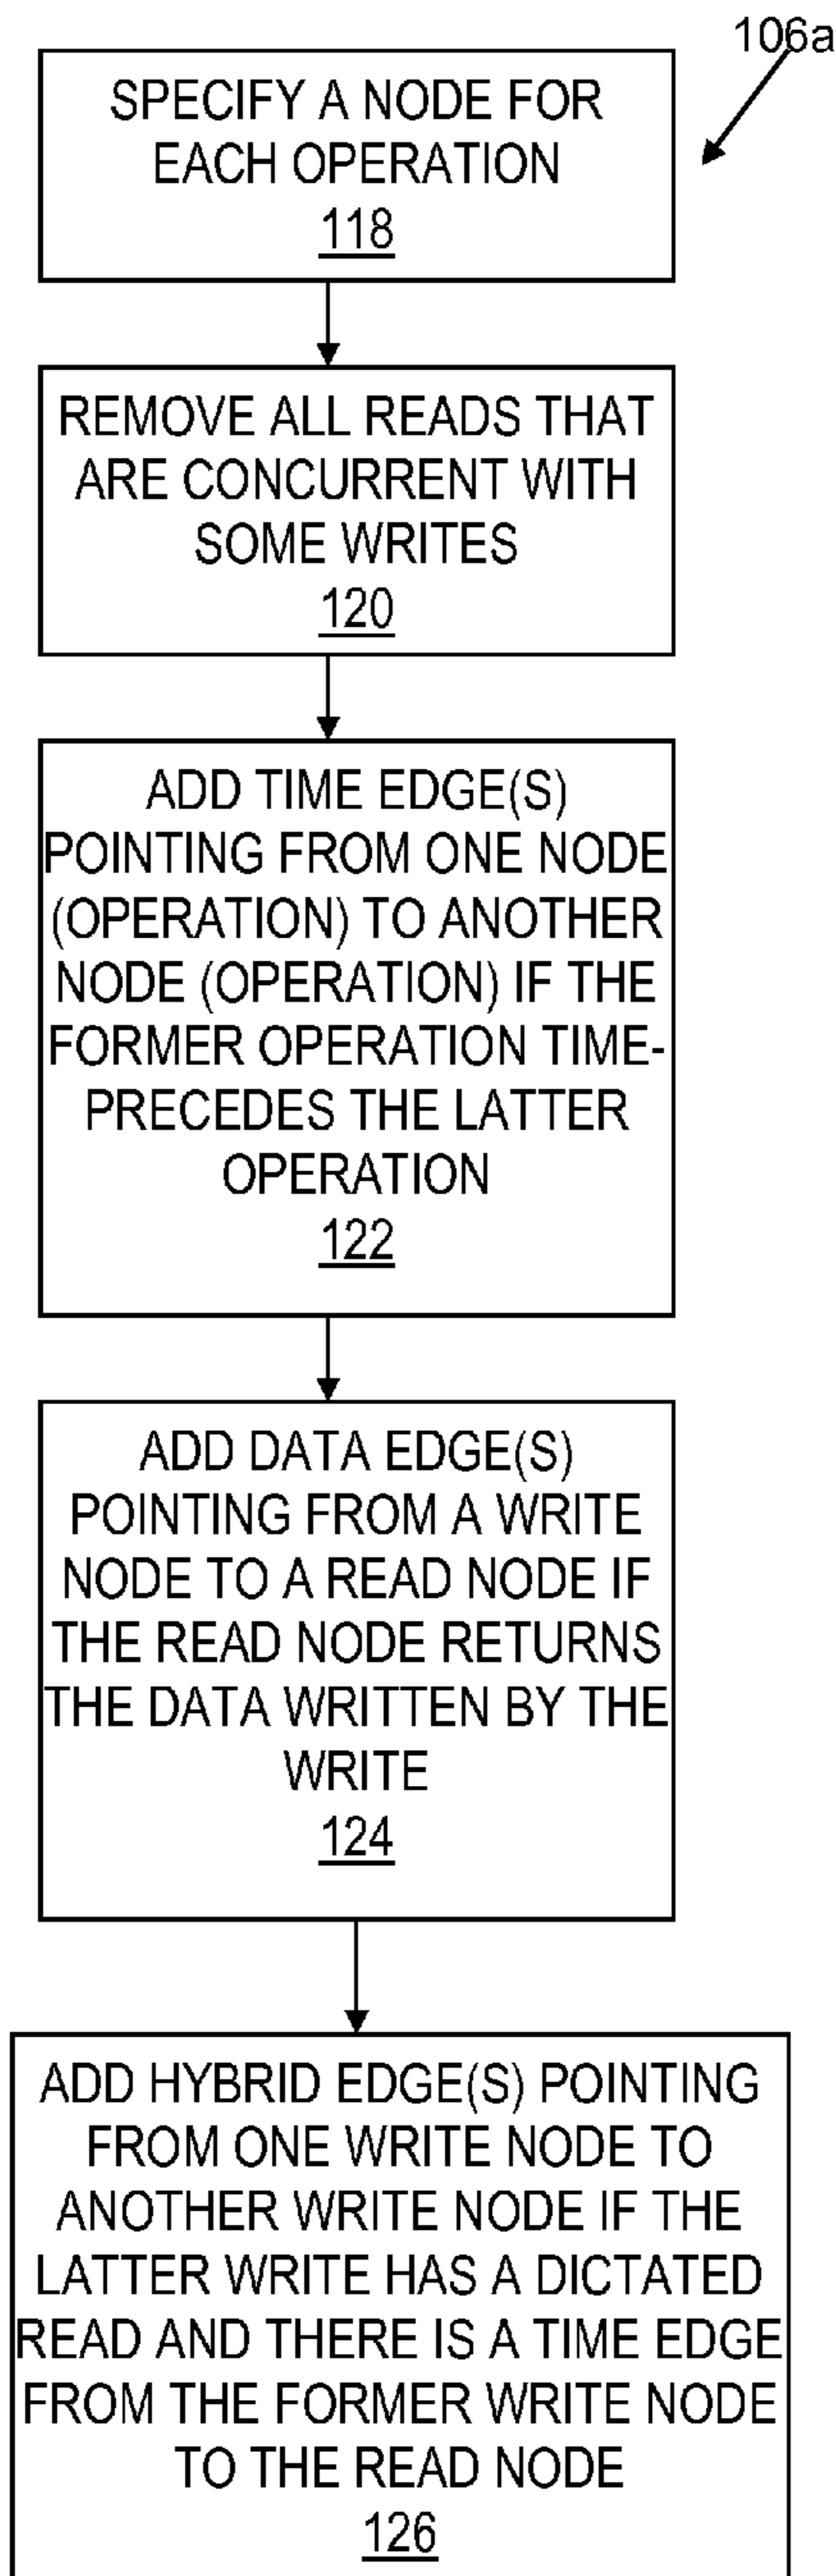 106a
SPECIFY A NODE FOR
EACH OPERATION
118
REMOVE ALL READS THAT
ARE CONCURRENT WITH
SOME WRITES
120
ADD TIME EDGE(S)
POINTING FROM ONE NODE
(OPERATION) TO ANOTHER
NODE (OPERATION) IF THE
FORMER OPERATION TIME-
PRECEDES THE LATTER
OPERATION
122
ADD DATA EDGE(S)
POINTING FROM A WRITE
NODE TO A READ NODE IF
THE READ NODE RETURNS
THE DATA WRITTEN BY THE
WRITE
124
ADD HYBRID EDGE(S) POINTING
FROM ONE WRITE NODE TO
ANOTHER WRITE NODE IF THE
LATTER WRITE HAS A DICTATED
READ AND THERE IS A TIME EDGE
FROM THE FORMER WRITE NODE
TO THE READ NODE
126